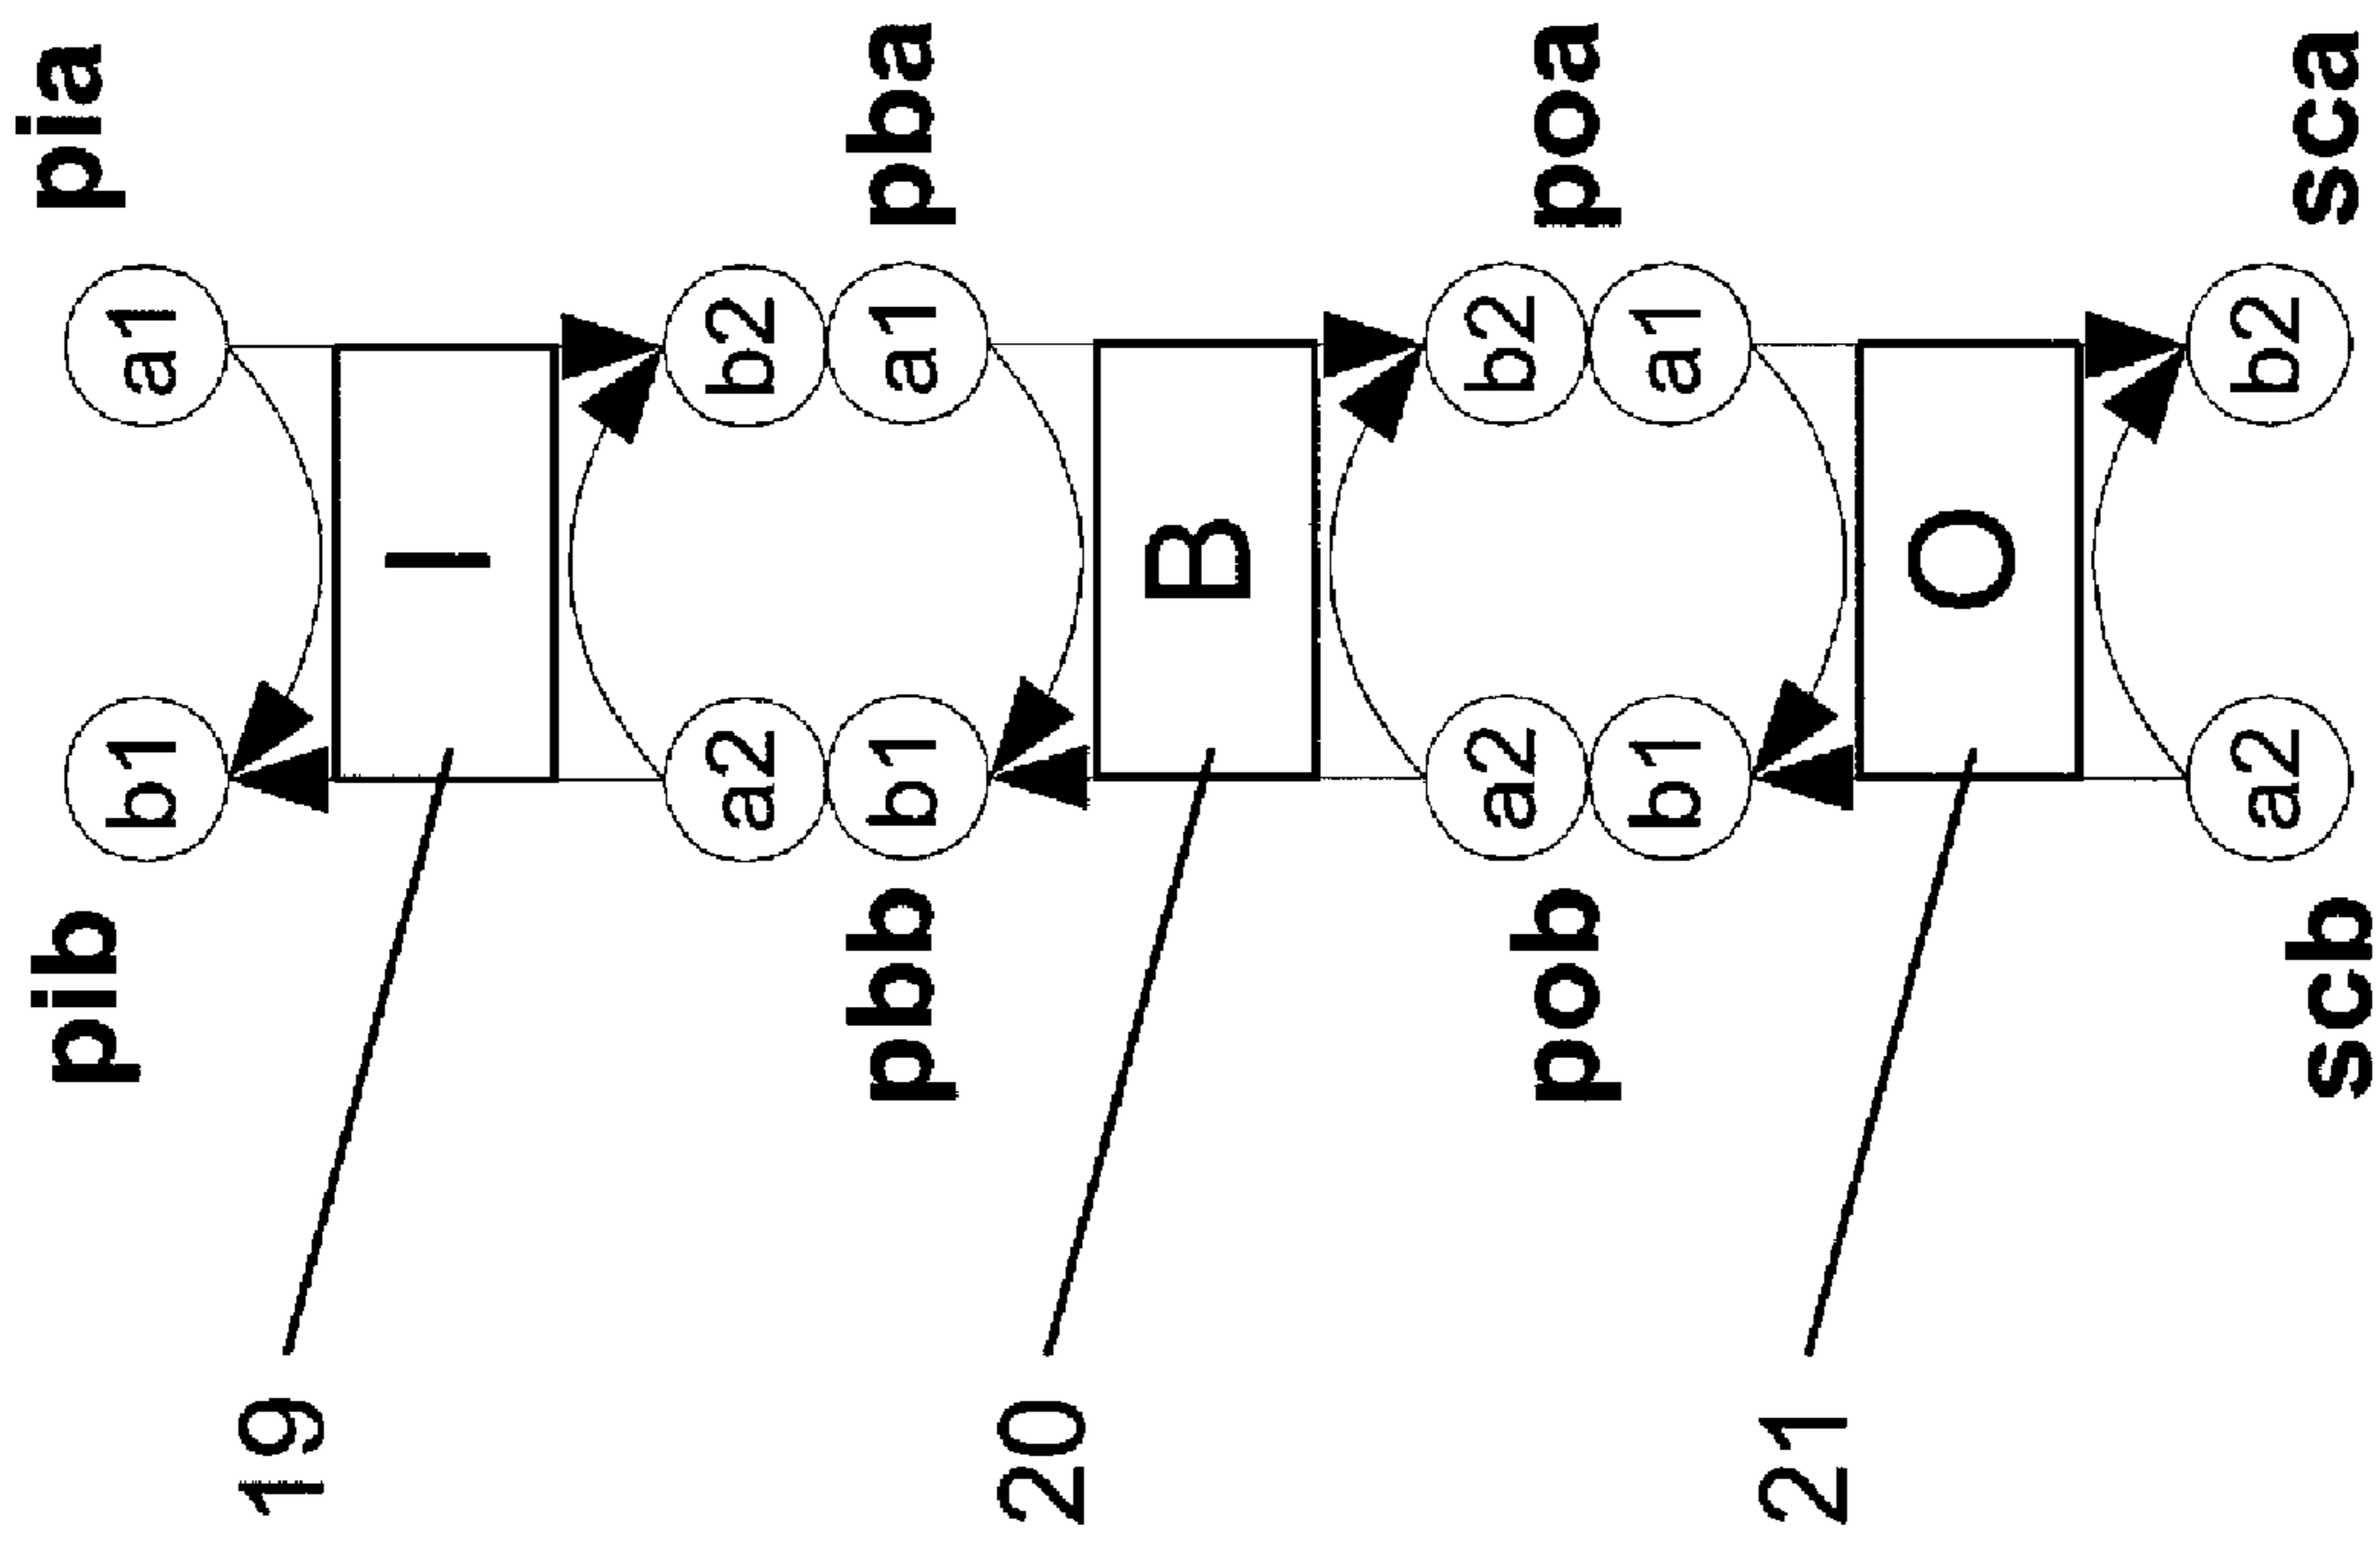 pib pia
b1 a1
19
I
a2 b2
pbb pba
b1 a1
20
B
a2 b2
pob poa
b1 a1
21
O
a2 b2
scb sca